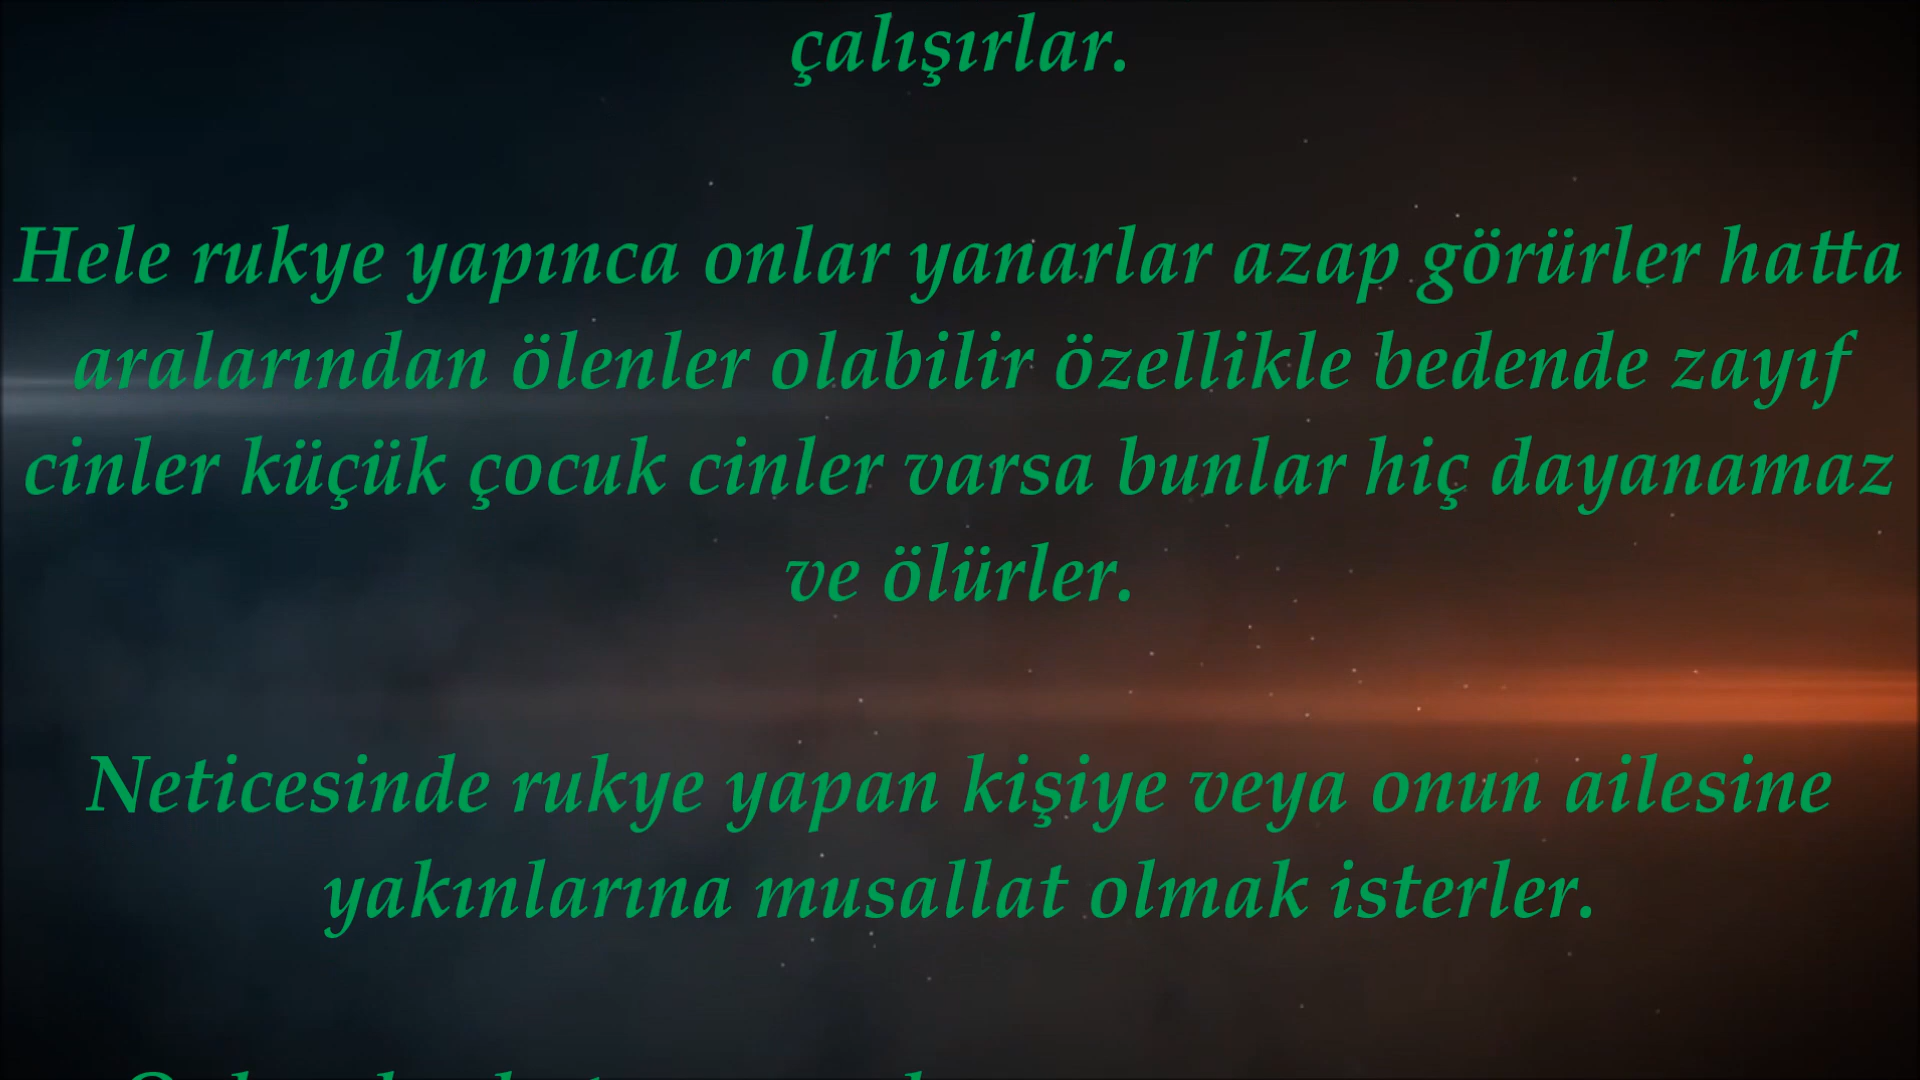 çalışırlar.
Hele rukye yapınca onlar yanarlar azap görürler hatta
aralarından ölenler olabilir özellikle bedende zayıf
cinler küçük çocuk cinler varsa bunlar hiç dayanamaz
ve ölürler.
Neticesinde rukye yapan kişiye veya onun ailesine
yakınlarına musallat olmak isterler.